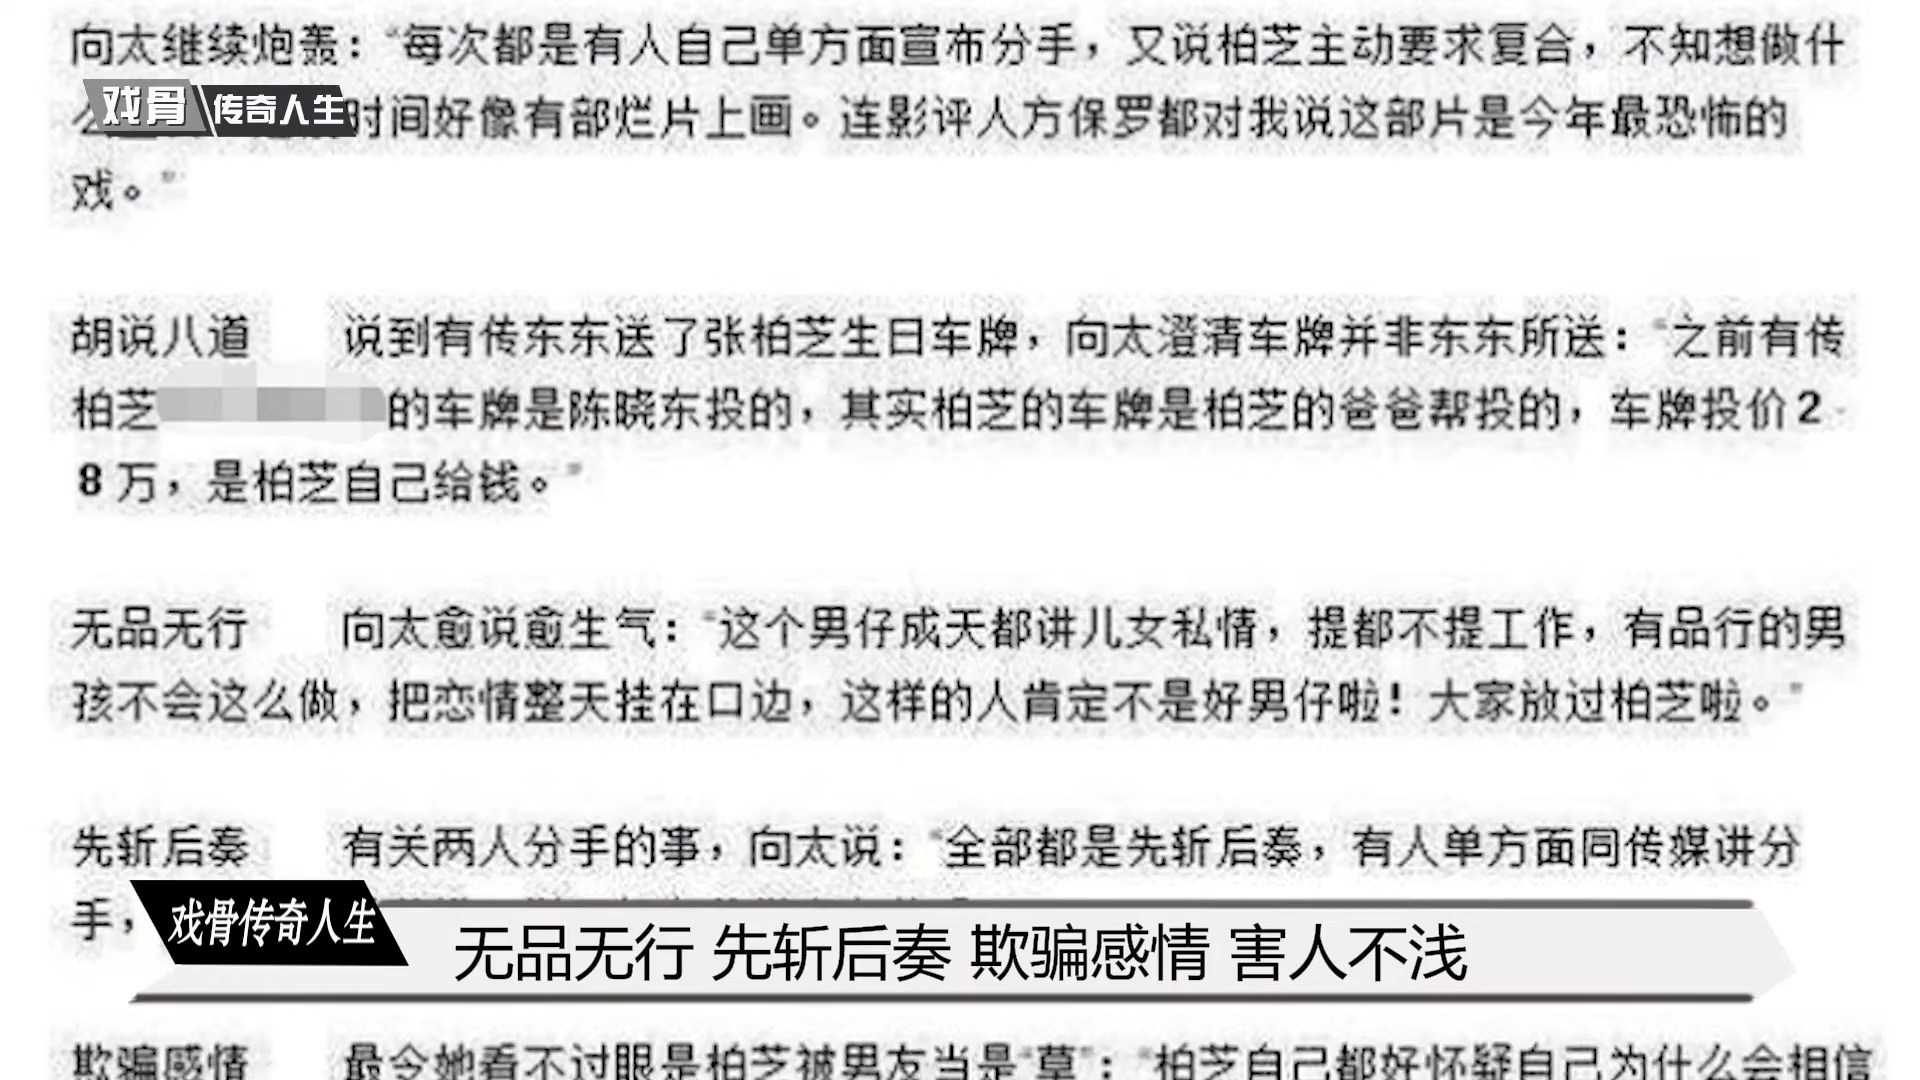 向太继续炮轰：“每次都是有人自己单方面宣布分手，又说柏芝主动要求复合，不知想做什
戏骨 传奇人生
时间好像有部烂片上画。连影评人方保罗都对我说这部片是今年最恐怖的
戏。”
胡说八道 说到有传东东送了张柏芝生日车牌，向太澄清车牌并非东东所送：“之前有传
柏芝 的车牌是陈晓东投的，其实柏芝的车牌是柏芝的爸爸帮投的，车牌投价2
8万，是柏芝自己给钱。”
无品无行 向太愈说愈生气：“这个男仔成天都讲儿女私情，提都不提工作，有品行的男
孩不会这么做，把恋情整天挂在口边，这样的人肯定不是好男仔啦！大家放过柏芝啦。”
先斩后奏 有关两人分手的事，向太说：“全部都是先斩后奏，有人单方面同传媒讲分
手，
戏骨传奇人生
无品无行 先斩后奏 欺骗感情 害人不浅
欺骗感情 最令她看不过眼是柏芝被男友当是“草”：“柏芝自己都好怀疑自己为什么会相信